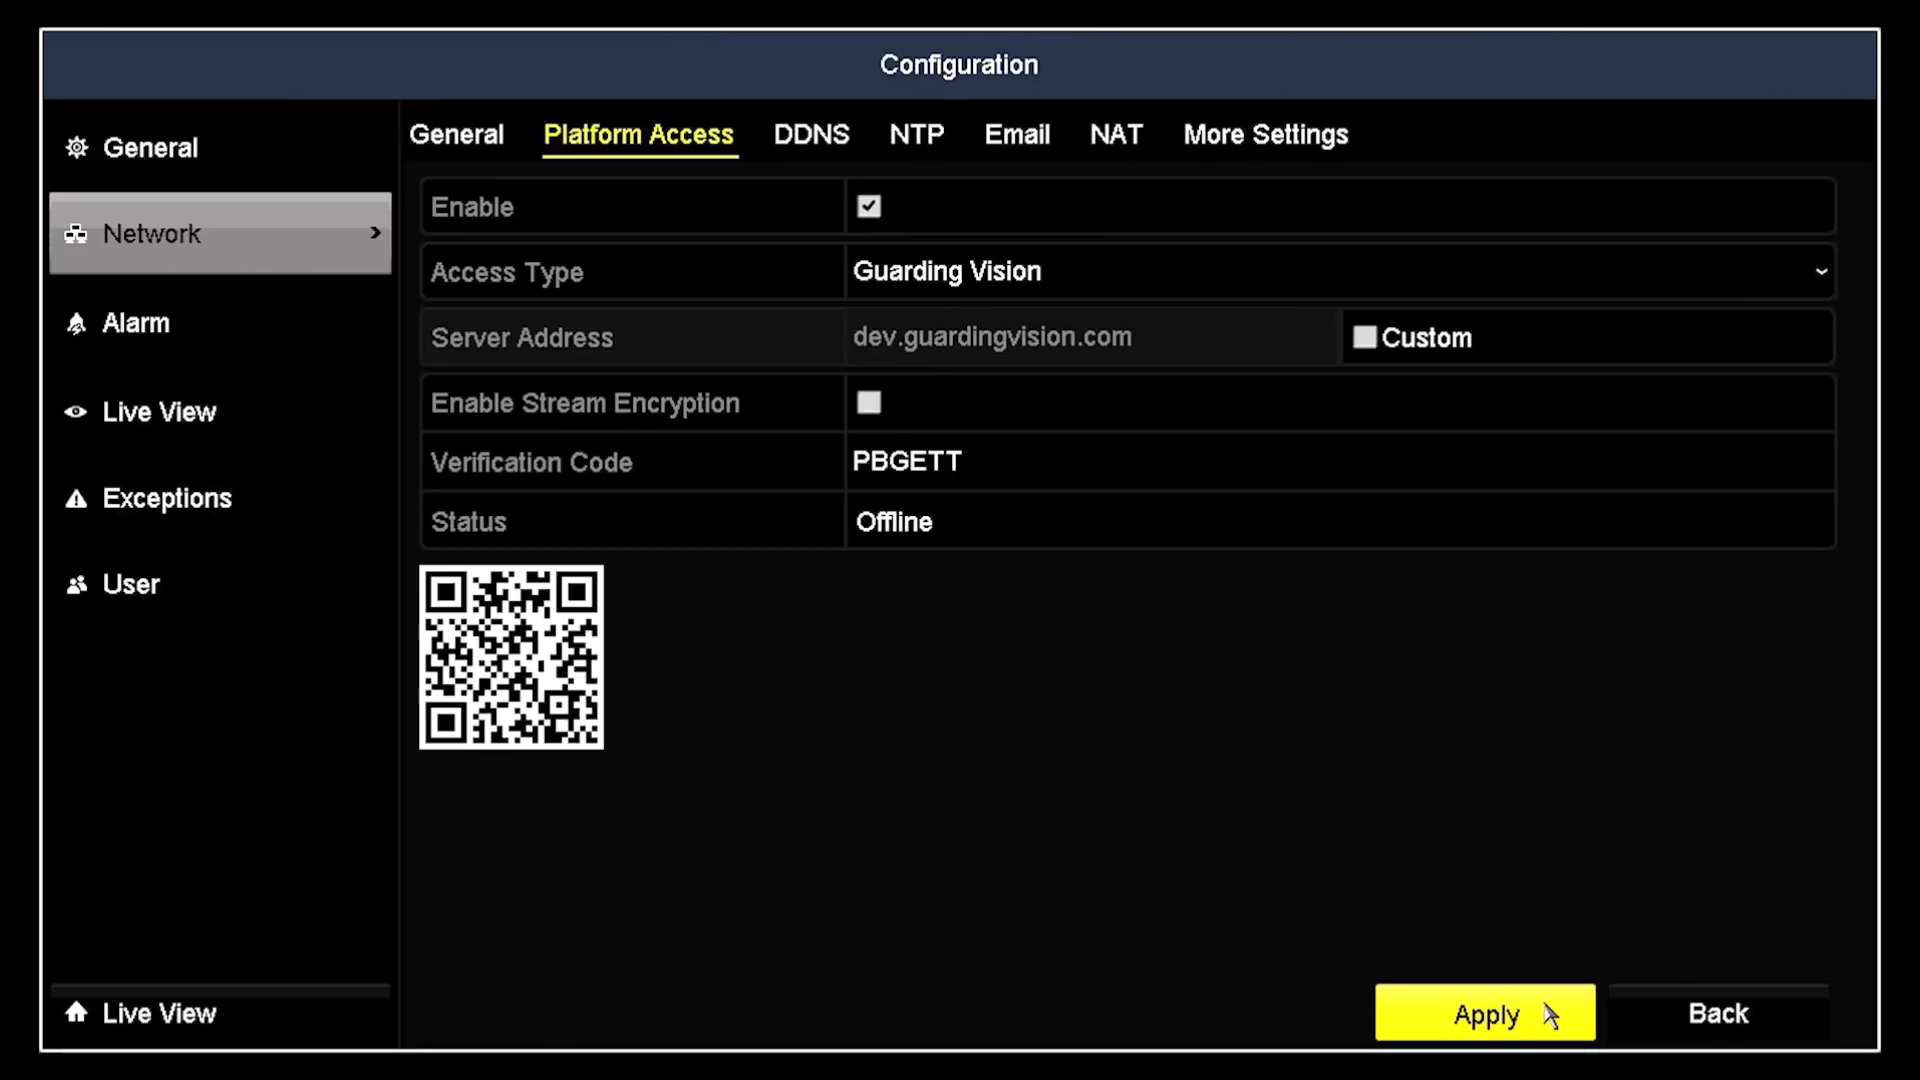 Configuration
General
Network
Alarm
Live View
Exceptions
User
Live View
General Platform Access DDNS NTP Email NAT More Settings
Enable
Access Type Guarding Vision
Server Address dev.guardingvision.com Custom
Enable Stream Encryption
Verification Code PBGETT
Status Offline
Apply Back